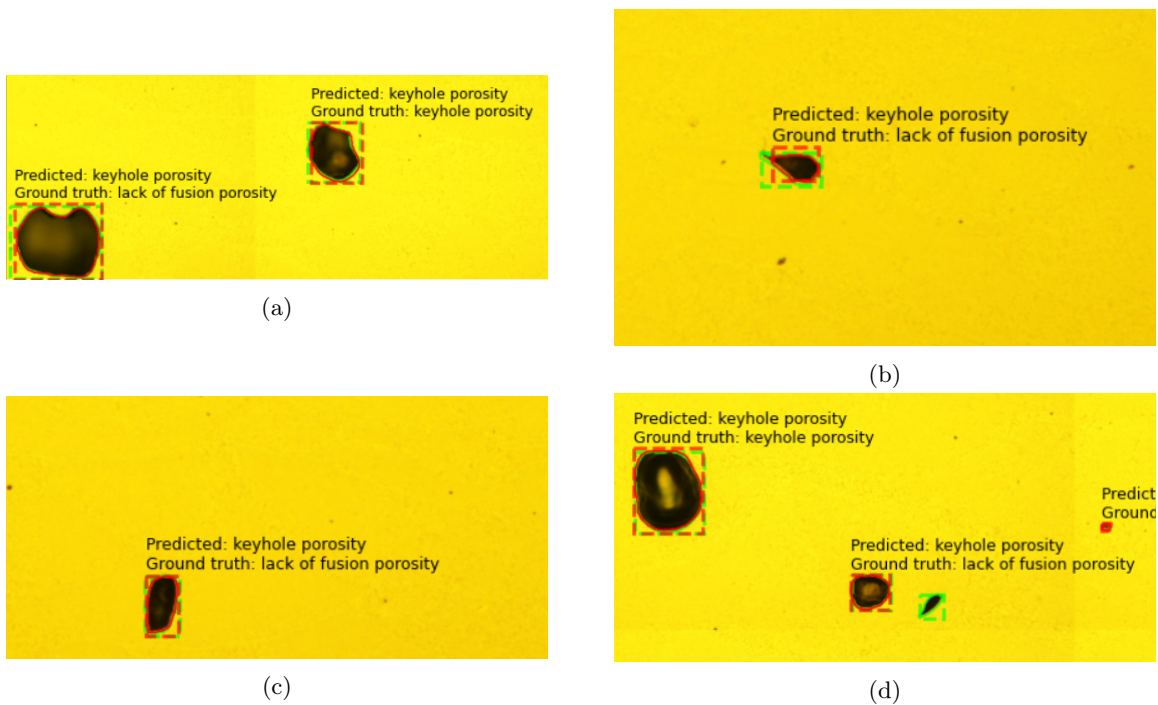 Predicted: keyhole porosity
Ground truth: keyhole porosity
Predicted: keyhole porosity
Ground truth: lack of fusion porosity
(a)
Predicted: keyhole porosity
Ground truth: lack of fusion porosity
(b)
Predicted: keyhole porosity
Ground truth: lack of fusion porosity
(c)
Predicted: keyhole porosity
Ground truth: keyhole porosity
Predict
Ground
Predicted: keyhole porosity
Ground truth: lack of fusion porosity
(d)